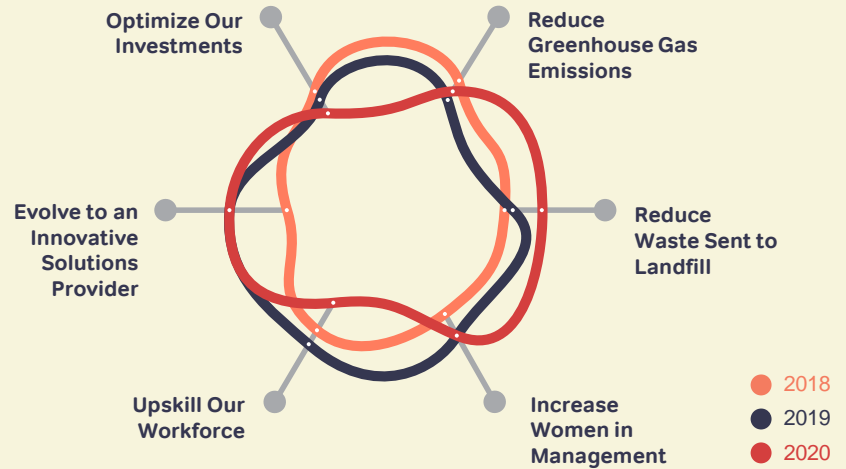 Optimize Our
Investments
Reduce
Greenhouse Gas
Emissions
Evolve to an
Innovative
Solutions
Provider
Reduce
Waste Sent to
Landfill
Upskill Our
Workforce
Increase
Women in
Management
2018
2019
2020